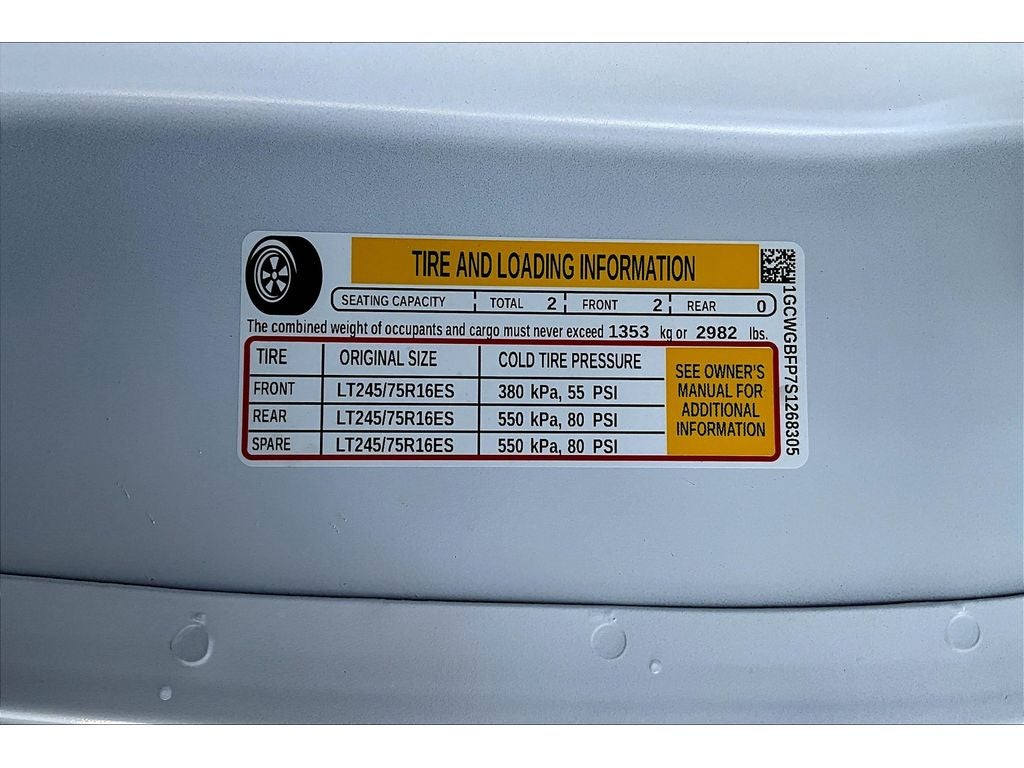 TIRE AND LOADING INFORMATION
SEATING CAPACITY TOTAL 2 FRONT 2 REAR 0
The combined weight of occupants and cargo must never exceed 1353 kg or 2982 lbs.
TIRE ORIGINAL SIZE COLD TIRE PRESSURE
FRONT LT245/75R16ES 380 kPa, 55 PSI
REAR LT245/75R16ES 550 kPa, 80 PSI
SPARE LT245/75R16ES 550 kPa, 80 PSI
SEE OWNER'S
MANUAL FOR
ADDITIONAL
INFORMATION
1GCWGBFP7S1268305